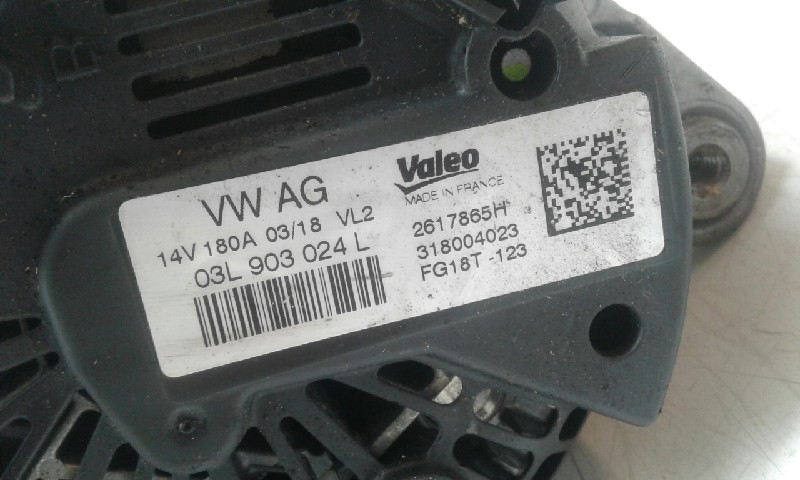 B
VW AG
14V 180A 03/18 VL2
03L 903 024 L
Valeo
MADE IN FRANCE
2617865H
318004023
FG18T -123